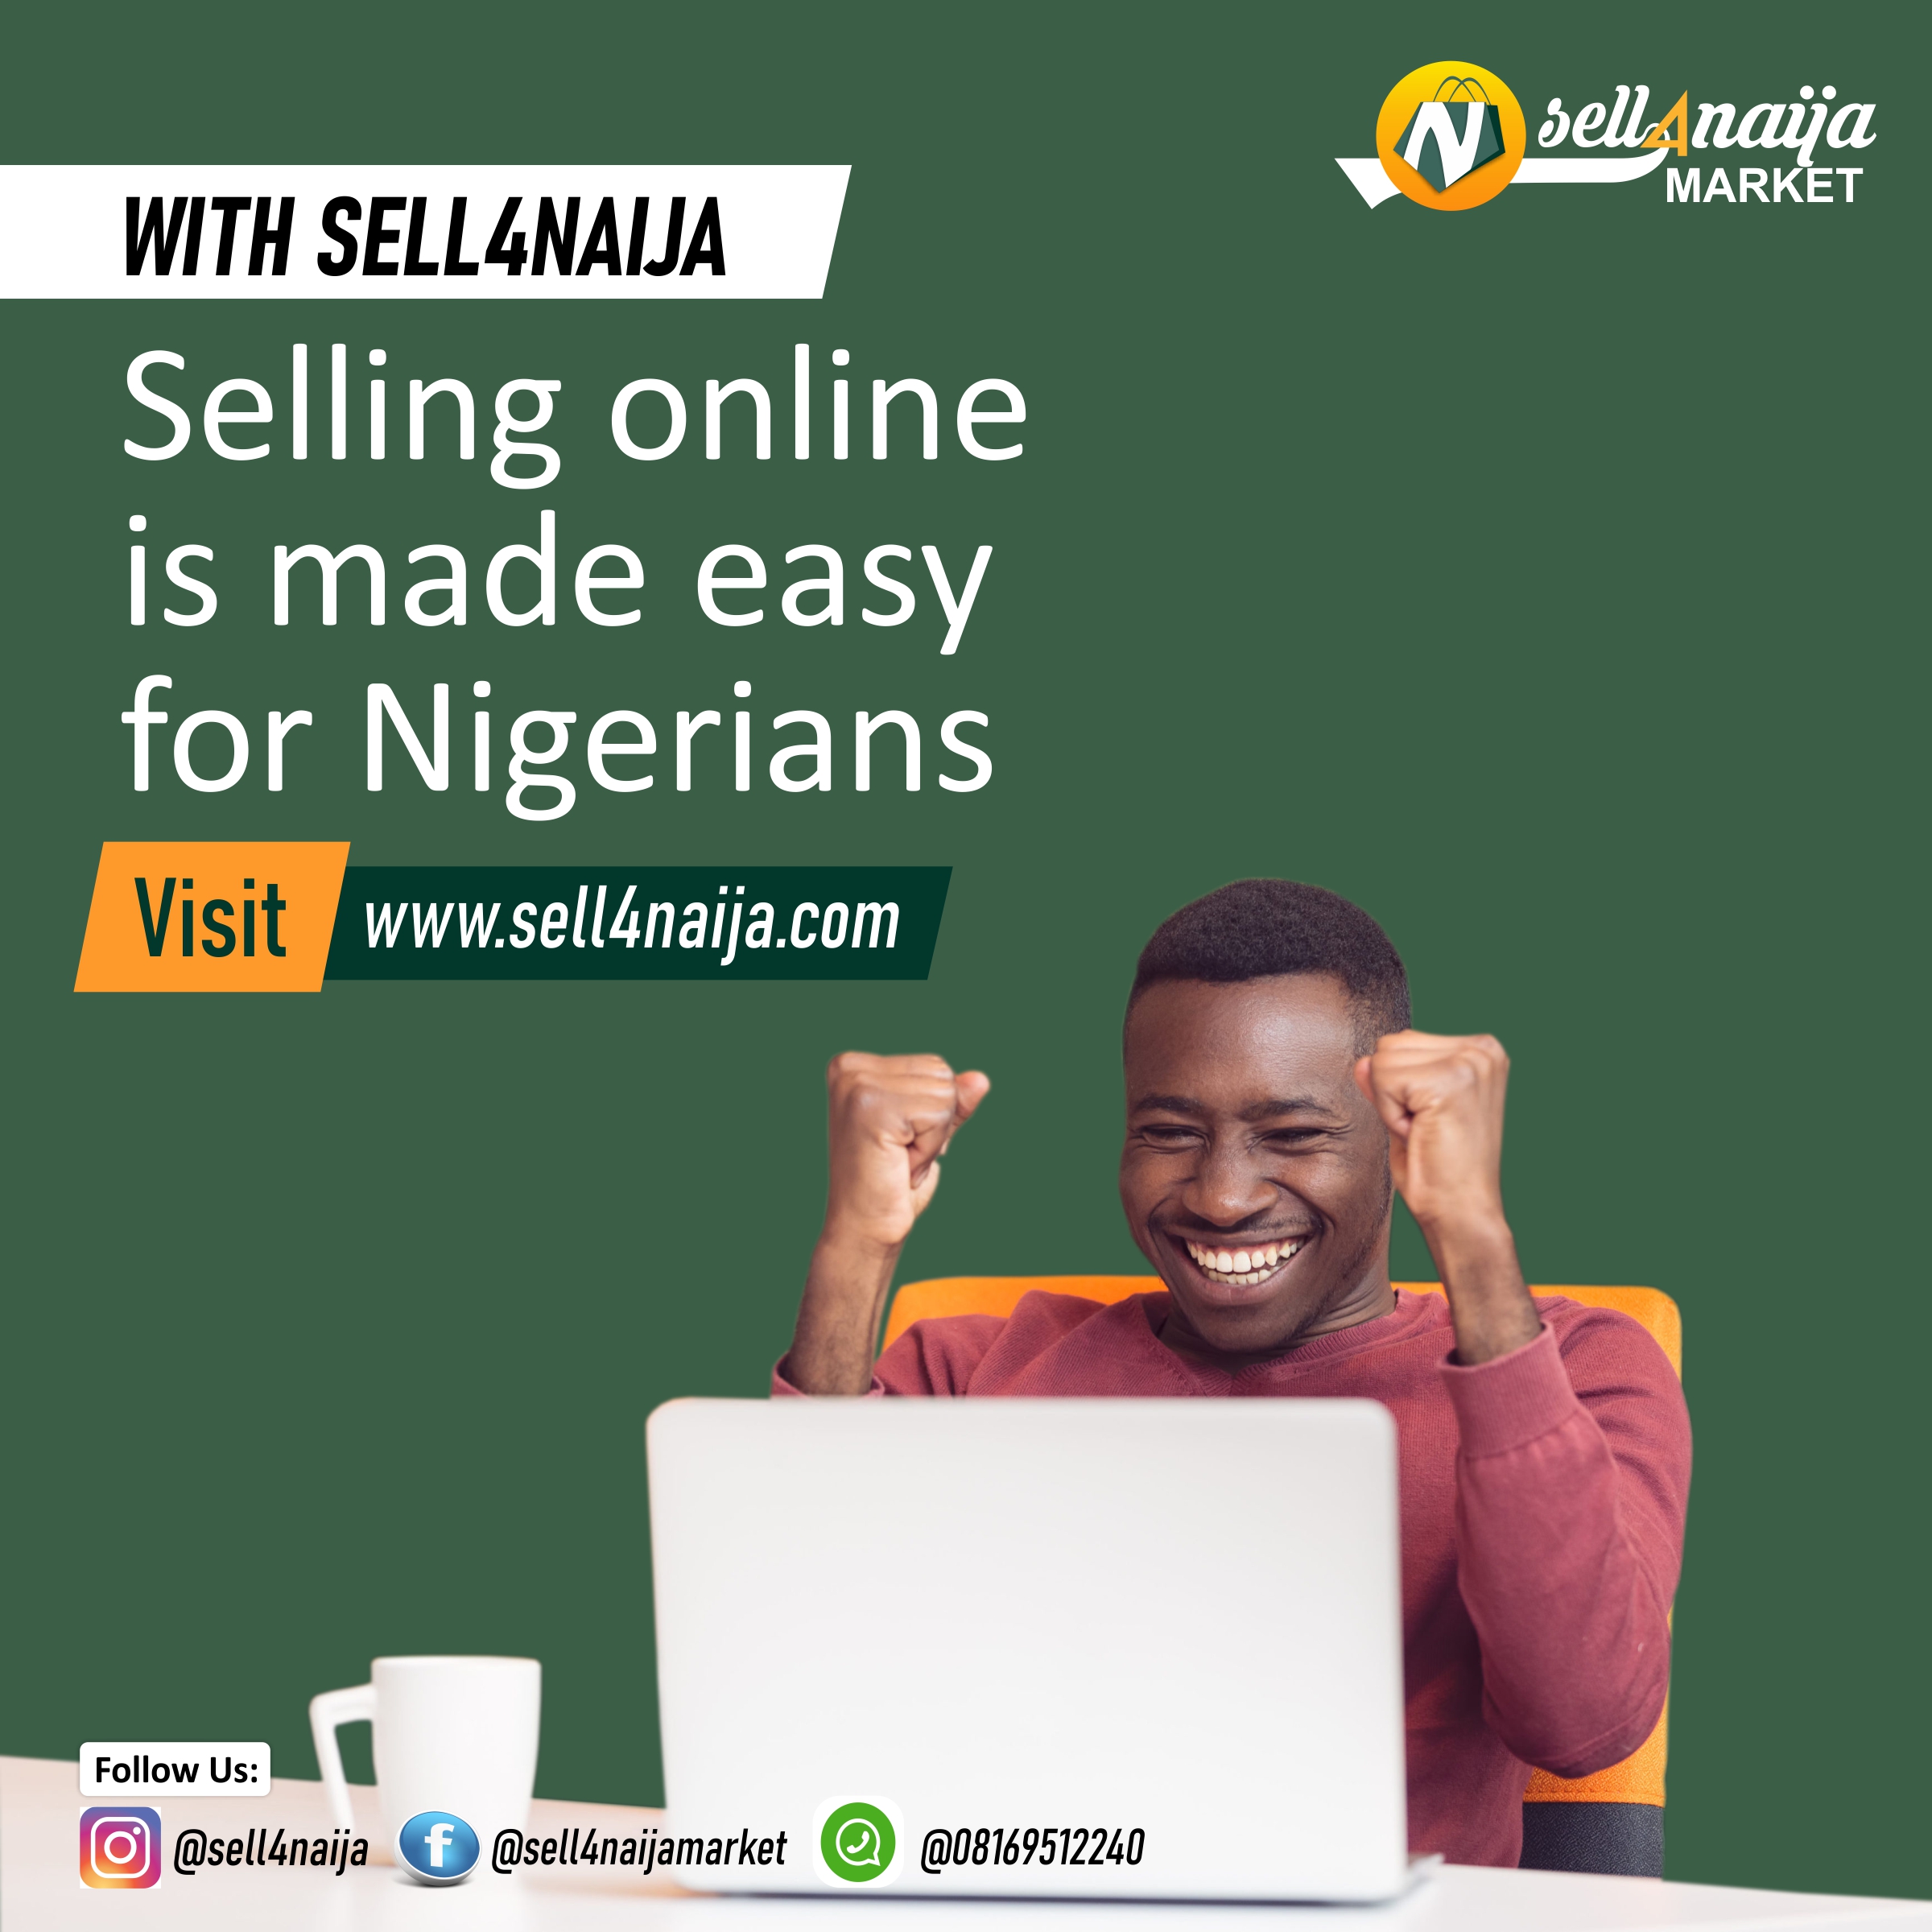 sell4naija
MARKET
WITH SELL4NAIJA
Selling online
is made easy
for Nigerians
Visit www.sell4naija.com
Follow Us:
@sell4naija @sell4naijamarket @08169512240